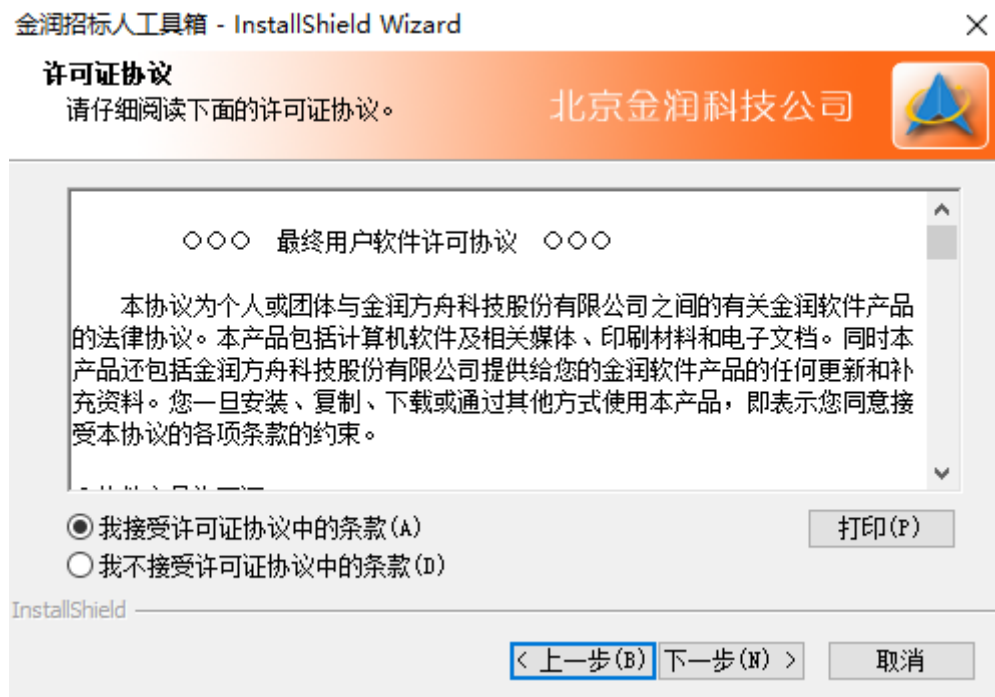 金润招标人工具箱 - InstallShield Wizard
许可证协议
请仔细阅读下面的许可证协议。
北京金润科技公司
○○○ 最终用户软件许可协议 ○○○
本协议为个人或团体与金润方舟科技股份有限公司之间的有关金润软件产品
的法律协议。本产品包括计算机软件及相关媒体、印刷材料和电子文档。同时本
产品还包括金润方舟科技股份有限公司提供给您的金润软件产品的任何更新和补
充资料。您一旦安装、复制、下载或通过其他方式使用本产品，即表示您同意接
受本协议的各项条款的约束。
我接受许可证协议中的条款(A)
打印(P)
我不接受许可证协议中的条款(D)
InstallShield
< 上一步(B)
下一步(N) >
取消